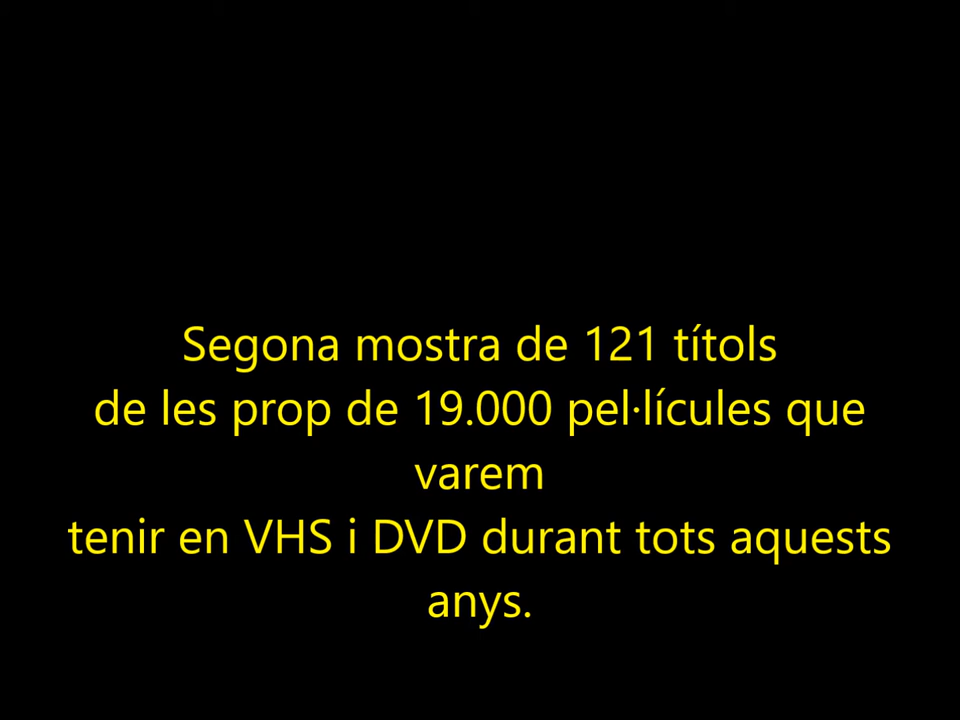 Segona mostra de 121 títols
de les prop de 19.000 pel·lícules que
varem
tenir en VHS i DVD durant tots aquests
anys.